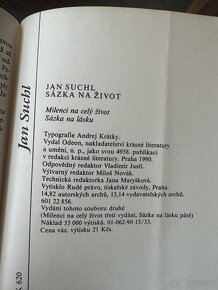 JAN SUCHL
SÁZKA NA ŽIVOT
Milenci na celý život
Sázka na lásku
Typografie Andrej Krátky.
Vydal Odeon, nakladatelství krásné literatury
a umění, n. p., jako svou 4958. publikaci
v redakci krásné literatury. Praha 1990.
Odpovědný redaktor Vladimír Justl.
Výtvarný redaktor Miloš Novák.
Technická redaktorka Jana Maryšková.
Vytisklo Rudé právo, tiskařské závody, Praha.
14,82 autorských archů, 15,14 vydavatelských archů.
601 22 856.
Vydání tohoto souboru druhé
(Milenci na celý život třetí vydání, Sázka na lásku páté)
Náklad 35 000 výtisků. 01-062-90 13/33.
Cena váz. výtisku 21 Kčs.
Jan Suchl
K 620